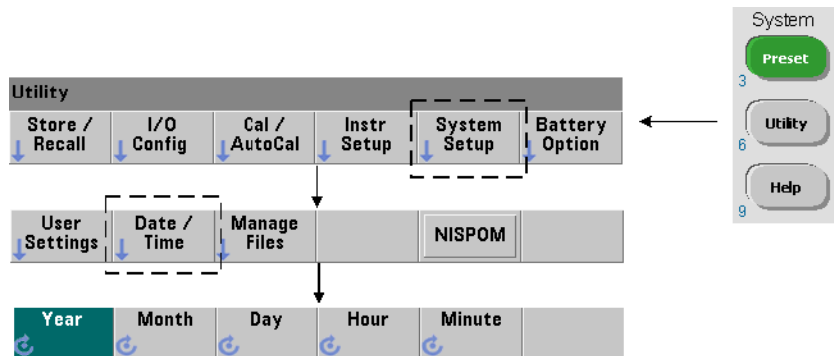 System
Preset
3
Utility
6
Help
9
Utility
Store / Recall
I/O Config
Cal / AutoCal
Instr Setup
System Setup
Battery Option
User Settings
Date / Time
Manage Files
NISPOM
Year
Month
Day
Hour
Minute